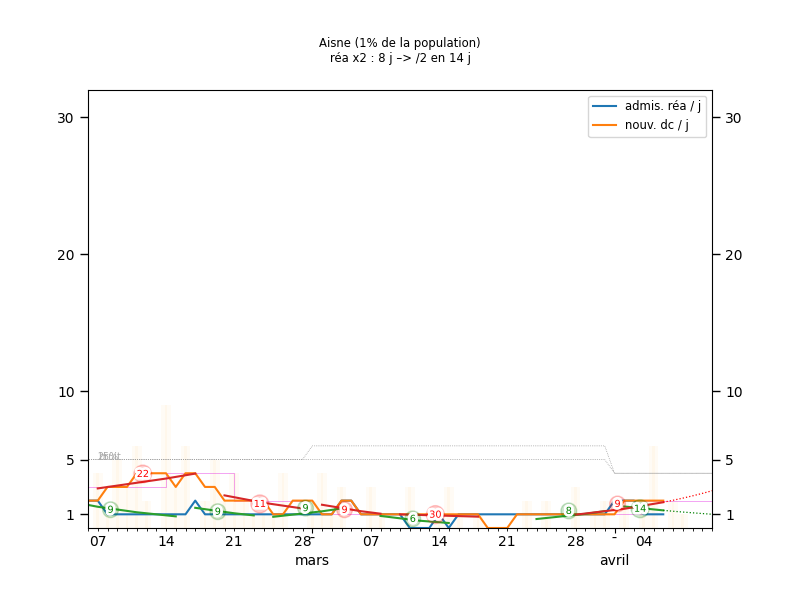 Aisne (1% de la population)
réa x2 : 8 j –> /2 en 14 j
admis. réa / j
nouv. dc / j
30 30
20 20
10 10
5 5
1 1
22
9 9 11 9 9 6 30 8 9 14
07 14 21 28 07 14 21 28 04
mars avril